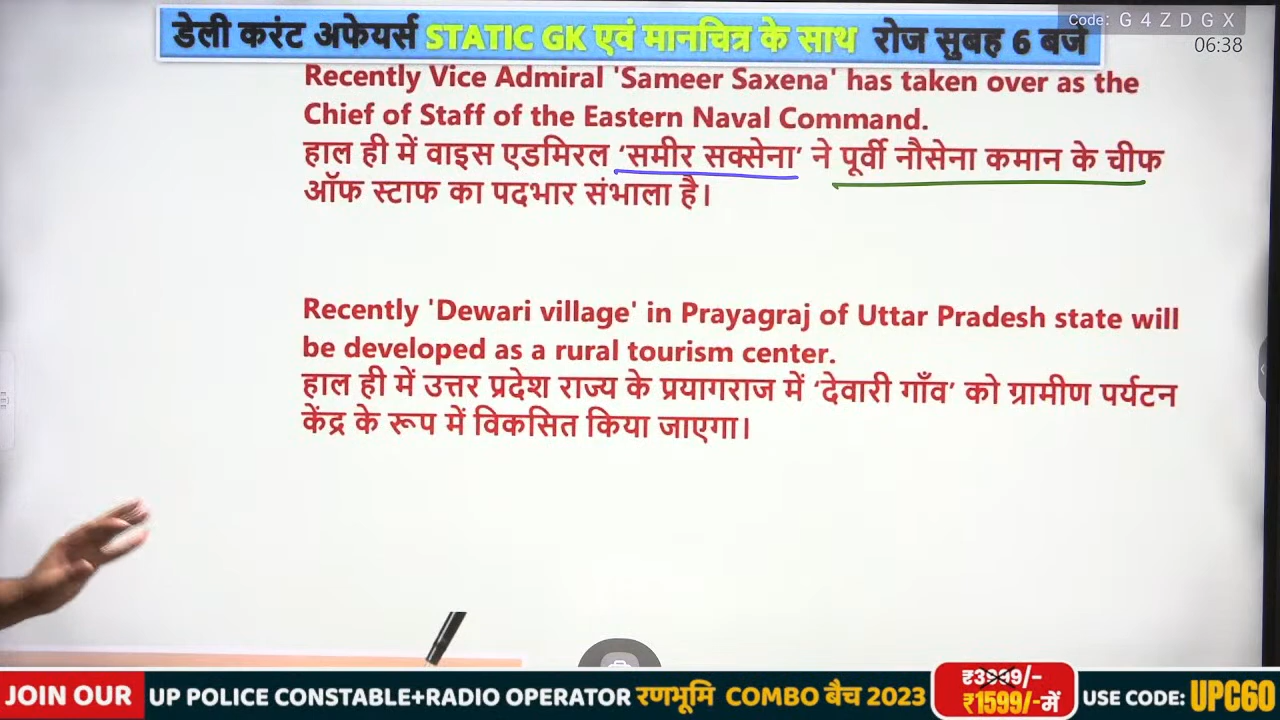 डेली करंट अफेयर्स STATIC GK एवं मानचित्र के साथ रोज सुबह 6 बजे
Code: G4ZDGX
06:38
Recently Vice Admiral 'Sameer Saxena' has taken over as the
Chief of Staff of the Eastern Naval Command.
हाल ही में वाइस एडमिरल ‘समीर सक्सेना’ ने पूर्वी नौसेना कमान के चीफ
ऑफ स्टाफ का पदभार संभाला है।
Recently 'Dewari village' in Prayagraj of Uttar Pradesh state will
be developed as a rural tourism center.
हाल ही में उत्तर प्रदेश राज्य के प्रयागराज में ‘देवारी गाँव’ को ग्रामीण पर्यटन
केंद्र के रूप में विकसित किया जाएगा।
JOIN OUR UP POLICE CONSTABLE+RADIO OPERATOR रणभूमि COMBO बैच 2023 ₹3999/- ₹1599/-में USE CODE: UPC60